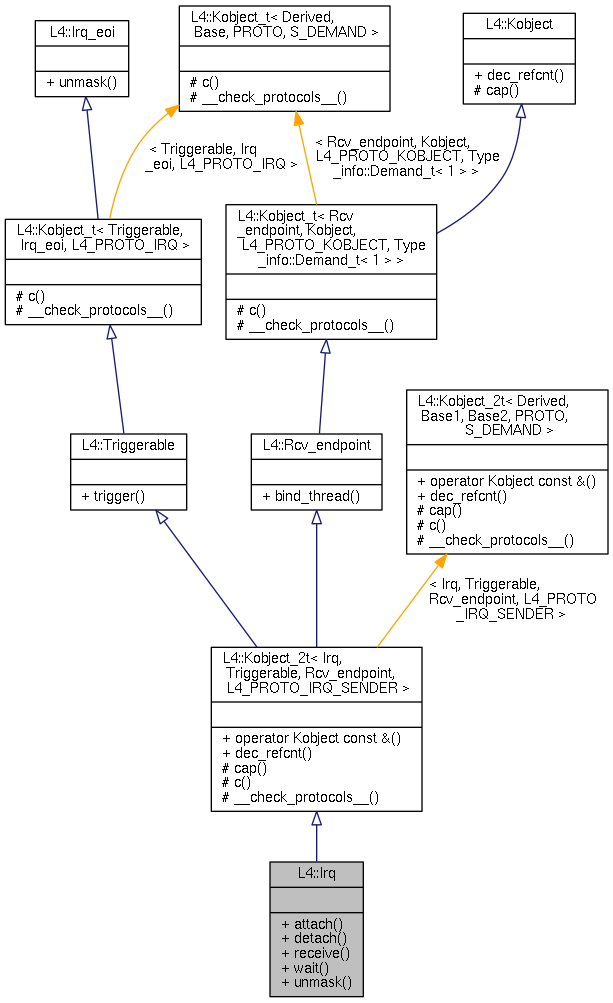 L4::Irq_eoi
+ unmask()
L4::Kobject_t< Derived,
Base, PROTO, S_DEMAND >
# c()
# __check_protocols__()
L4::Kobject
+ dec_refcnt()
# cap()
< Triggerable, Irq
_eoi, L4_PROTO_IRQ >
< Rcv_endpoint, Kobject,
L4_PROTO_KOBJECT, Type
_info::Demand_t< 1 > >
L4::Kobject_t< Triggerable,
Irq_eoi, L4_PROTO_IRQ >
# c()
# __check_protocols__()
L4::Kobject_t< Rcv
_endpoint, Kobject,
L4_PROTO_KOBJECT, Type
_info::Demand_t< 1 > >
# c()
# __check_protocols__()
L4::Triggerable
+ trigger()
L4::Rcv_endpoint
+ bind_thread()
L4::Kobject_2t< Derived,
Base1, Base2, PROTO,
S_DEMAND >
+ operator Kobject const &()
+ dec_refcnt()
# cap()
# c()
# __check_protocols__()
< Irq, Triggerable,
Rcv_endpoint, L4_PROTO
_IRQ_SENDER >
L4::Kobject_2t< Irq,
Triggerable, Rcv_endpoint,
L4_PROTO_IRQ_SENDER >
+ operator Kobject const &()
+ dec_refcnt()
# cap()
# c()
# __check_protocols__()
L4::Irq
+ attach()
+ detach()
+ receive()
+ wait()
+ unmask()